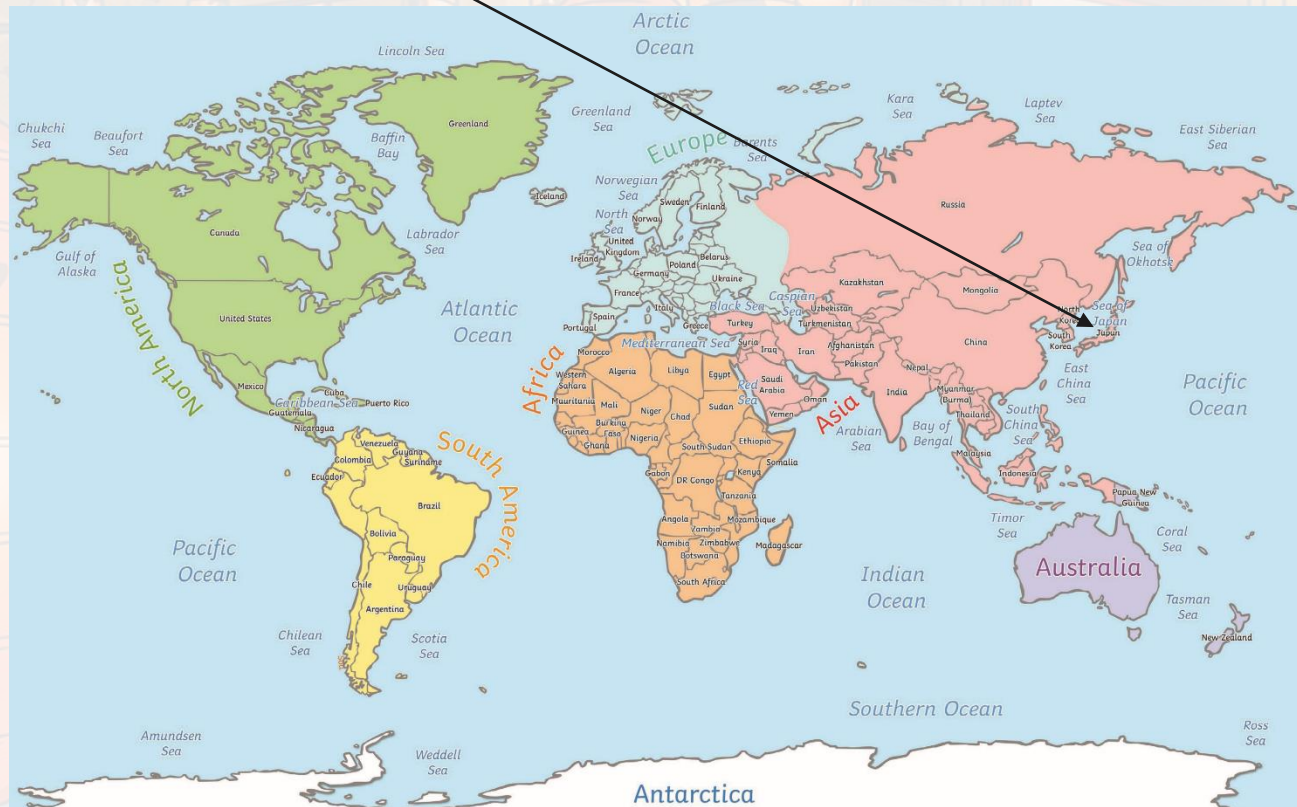 Arctic
Ocean
Lincoln Sea
Greenland
Sea
Kara
Sea
Laptev
Sea
East Siberian
Sea
Chukchi
Sea
Beaufort
Sea
Baffin
Bay
Greenland
Europe
Barents
Sea
Iceland
Norwegian
Sea
Sweden
Finland
Norway
Russia
North
Sea
Canada
Labrador
Sea
Gulf of
Alaska
United
Kingdom
Ireland
Belarus
Poland
Germany
Ukraine
France
Sea of
Okhotsk
Kazakhstan
Mongolia
North America
United States
Atlantic
Ocean
Italy
Black Sea
Caspian
Sea
Uzbekistan
Turkmenistan
North
Korea
Sea of
Japan
Japan
Spain
Portugal
Greece
Turkey
South
Korea
China
Mediterranean Sea
Syria
Iraq
Iran
Afghanistan
Pakistan
Morocco
Algeria
Libya
Egypt
Western
Sahara
Africa
East
China
Sea
Nepal
India
Mexico
Cuba
Caribbean Sea
Puerto Rico
Guatemala
Nicaragua
Mauritania
Mali
Niger
Chad
Sudan
Red
Sea
Saudi
Arabia
Oman
Yemen
Asia
Arabian
Sea
Bay of
Bengal
Myanmar
(Burma)
Thailand
South
China
Sea
Pacific
Ocean
Burkina
Faso
Guinea
Ghana
Nigeria
South Sudan
Ethiopia
Somalia
Venezuela
Guyana
Suriname
Colombia
Ecuador
South America
Gabon
DR Congo
Kenya
Tanzania
Malaysia
Indonesia
Papua New
Guinea
Brazil
Bolivia
Paraguay
Chile
Uruguay
Argentina
Angola
Zambia
Mozambique
Namibia
Zimbabwe
Botswana
Madagascar
South Africa
Timor
Sea
Coral
Sea
Pacific
Ocean
Indian
Ocean
Australia
Tasman
Sea
New Zealand
Chilean
Sea
Scotia
Sea
Southern Ocean
Amundsen
Sea
Weddell
Sea
Ross
Sea
Antarctica